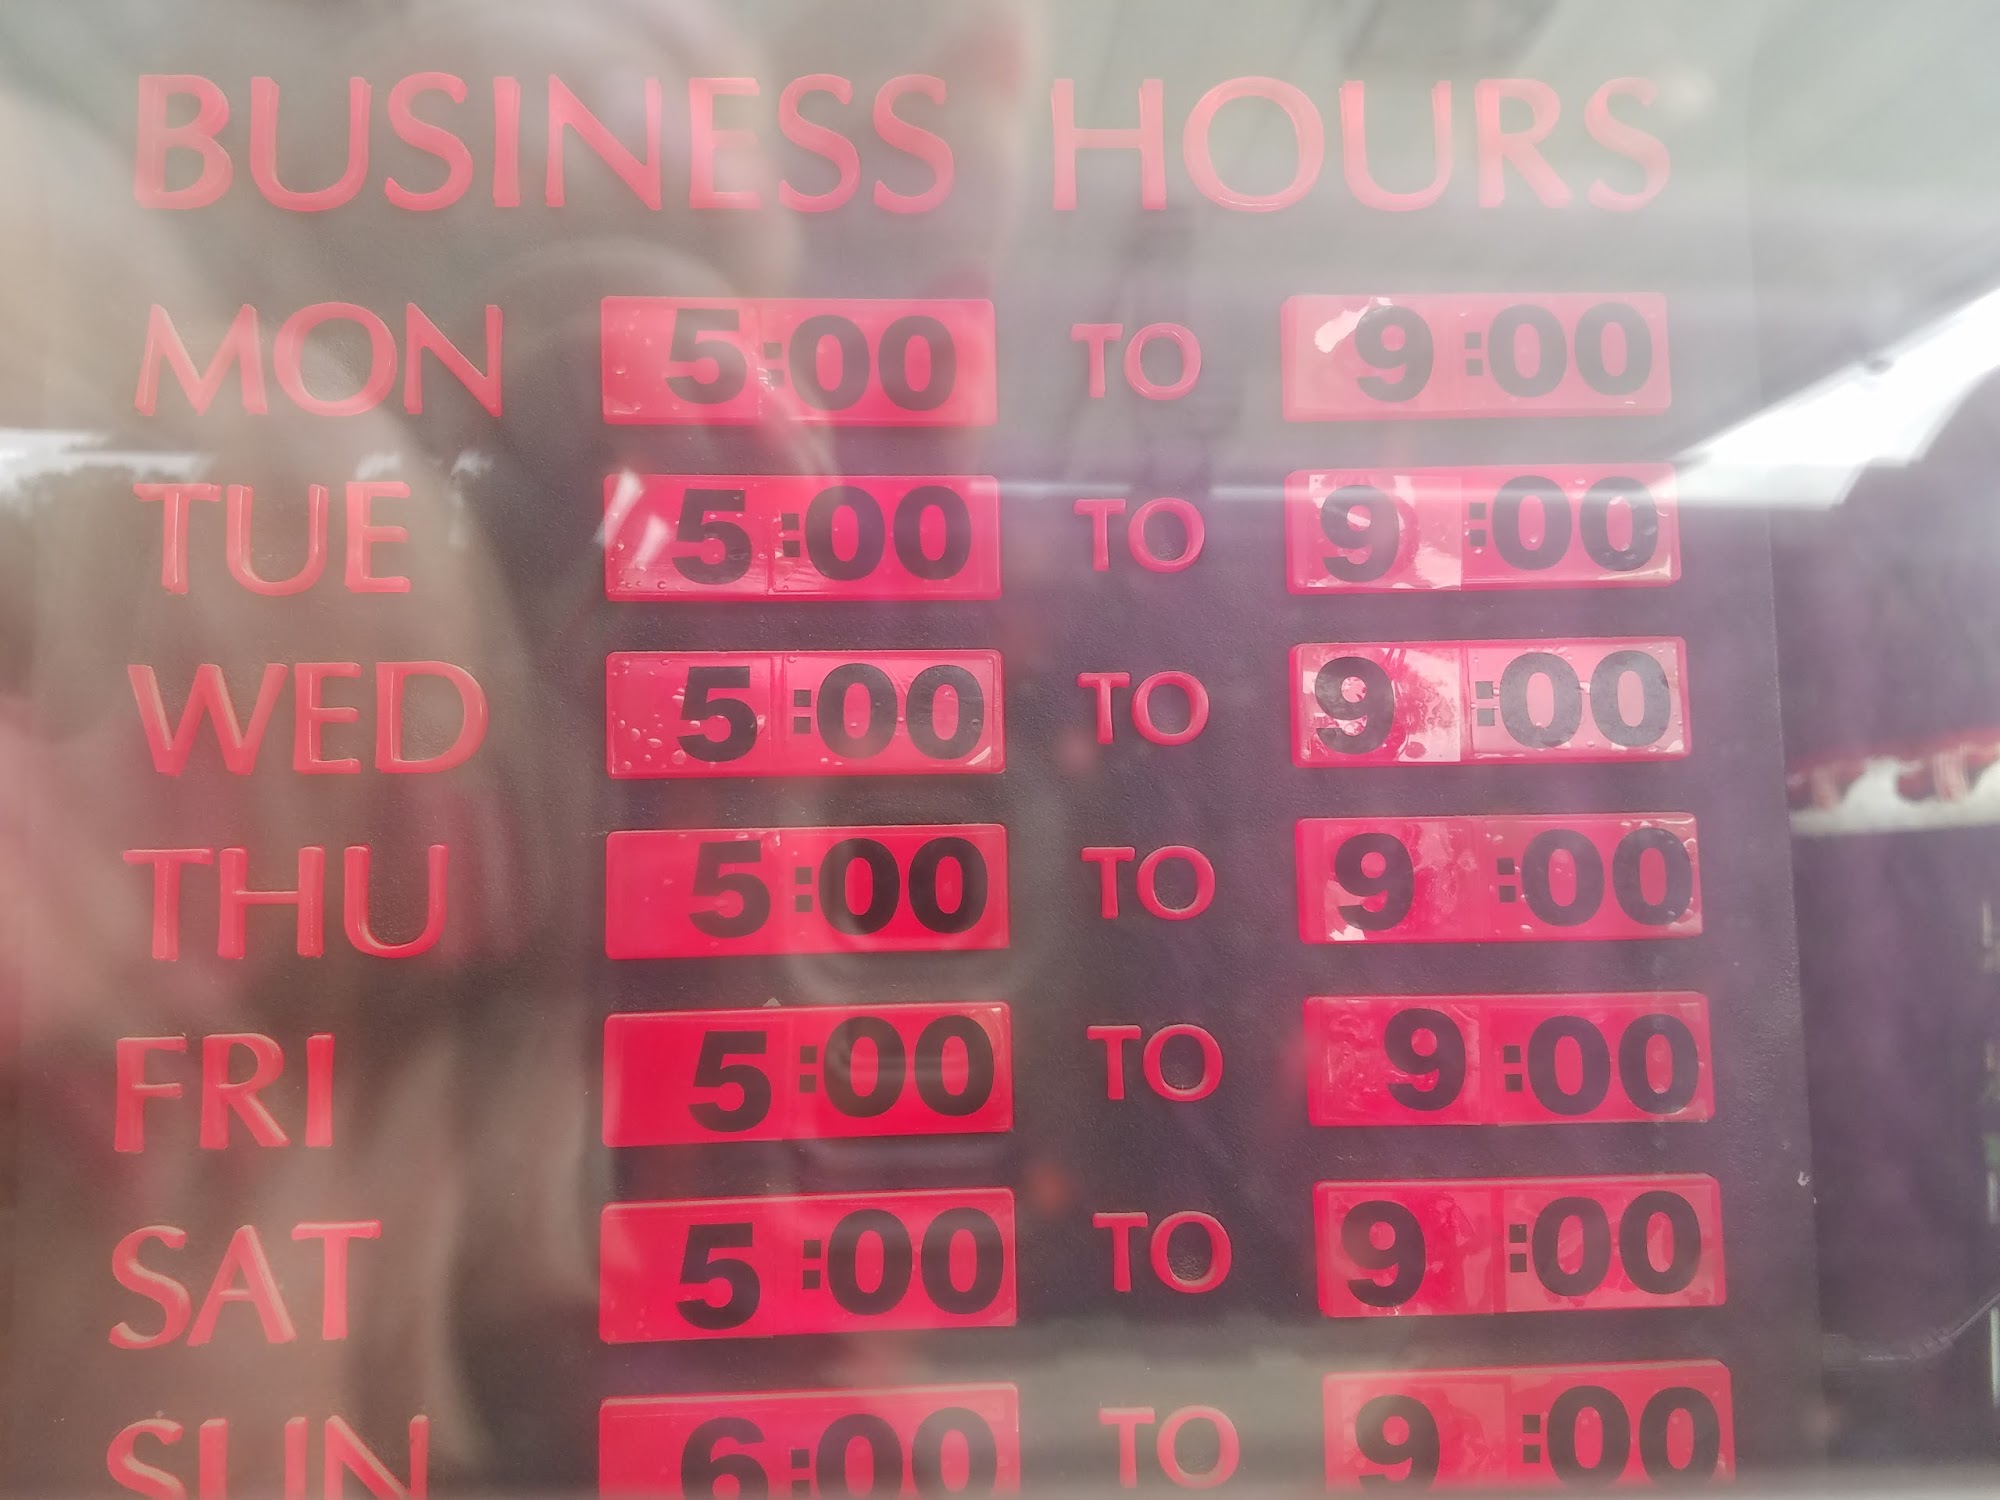 BUSINESS HOURS
MON 5:00 TO 9:00
TUE 5:00 TO 9:00
WED 5:00 TO 9:00
THU 5:00 TO 9:00
FRI 5:00 TO 9:00
SAT 5:00 TO 9:00
SUN 6:00 TO 9:00